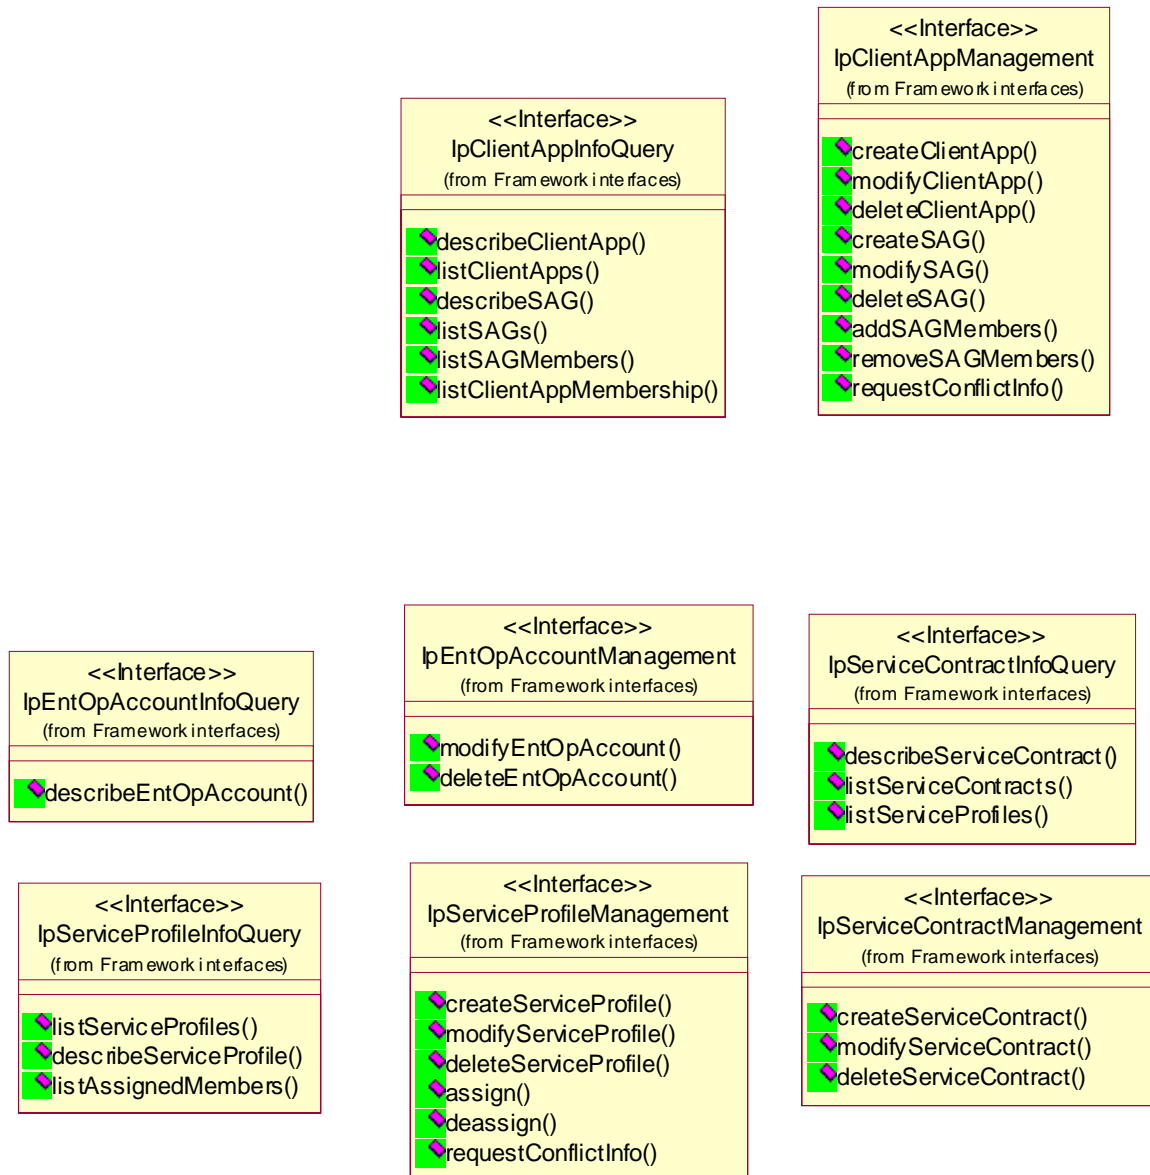 <<Interface>>
IpClientAppManagement
(from Framework interfaces)
createClientApp()
modifyClientApp()
deleteClientApp()
createSAG()
modifySAG()
deleteSAG()
addSAGMembers()
removeSAGMembers()
requestConflictInfo()
<<Interface>>
IpClientAppInfoQuery
(from Framework interfaces)
describeClientApp()
listClientApps()
describeSAG()
listSAGs()
listSAGMembers()
listClientAppMembership()
<<Interface>>
IpEntOpAccountInfoQuery
(from Framework interfaces)
describeEntOpAccount()
<<Interface>>
IpEntOpAccountManagement
(from Framework interfaces)
modifyEntOpAccount()
deleteEntOpAccount()
<<Interface>>
IpServiceContractInfoQuery
(from Framework interfaces)
describeServiceContract()
listServiceContracts()
listServiceProfiles()
<<Interface>>
IpServiceProfileInfoQuery
(from Framework interfaces)
listServiceProfiles()
describeServiceProfile()
listAssignedMembers()
<<Interface>>
IpServiceProfileManagement
(from Framework interfaces)
createServiceProfile()
modifyServiceProfile()
deleteServiceProfile()
assign()
deassign()
requestConflictInfo()
<<Interface>>
IpServiceContractManagement
(from Framework interfaces)
createServiceContract()
modifyServiceContract()
deleteServiceContract()